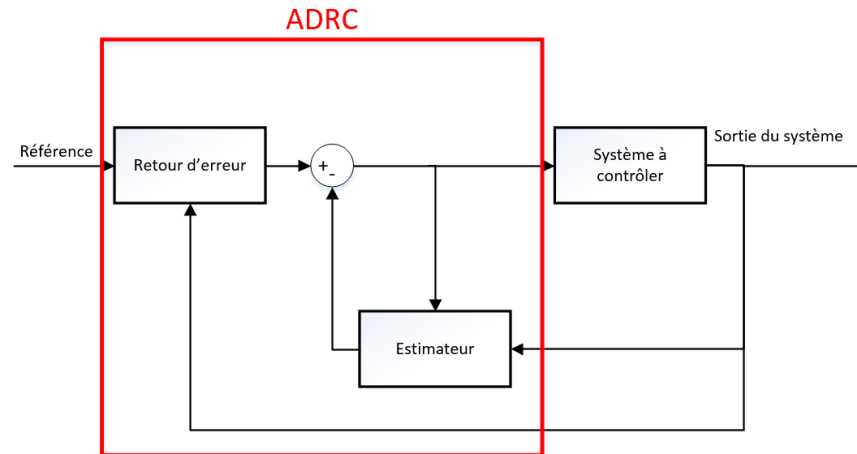 ADRC
Référence
Retour d'erreur
+
-
Système à
contrôler
Sortie du système
Estimateur